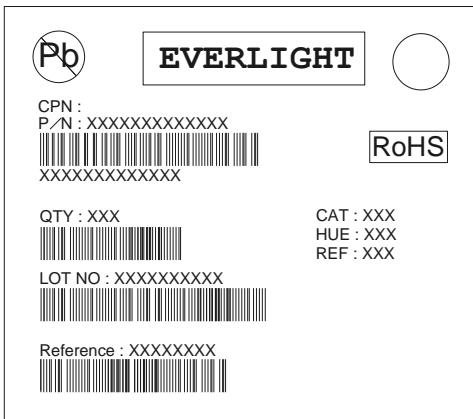 Pb
EVERLIGHT
CPN :
P/N : XXXXXXXXXXXXX
RoHS
XXXXXXXXXXXXX
QTY : XXX
CAT : XXX
HUE : XXX
REF : XXX
LOT NO : XXXXXXXXXX
Reference : XXXXXXXX